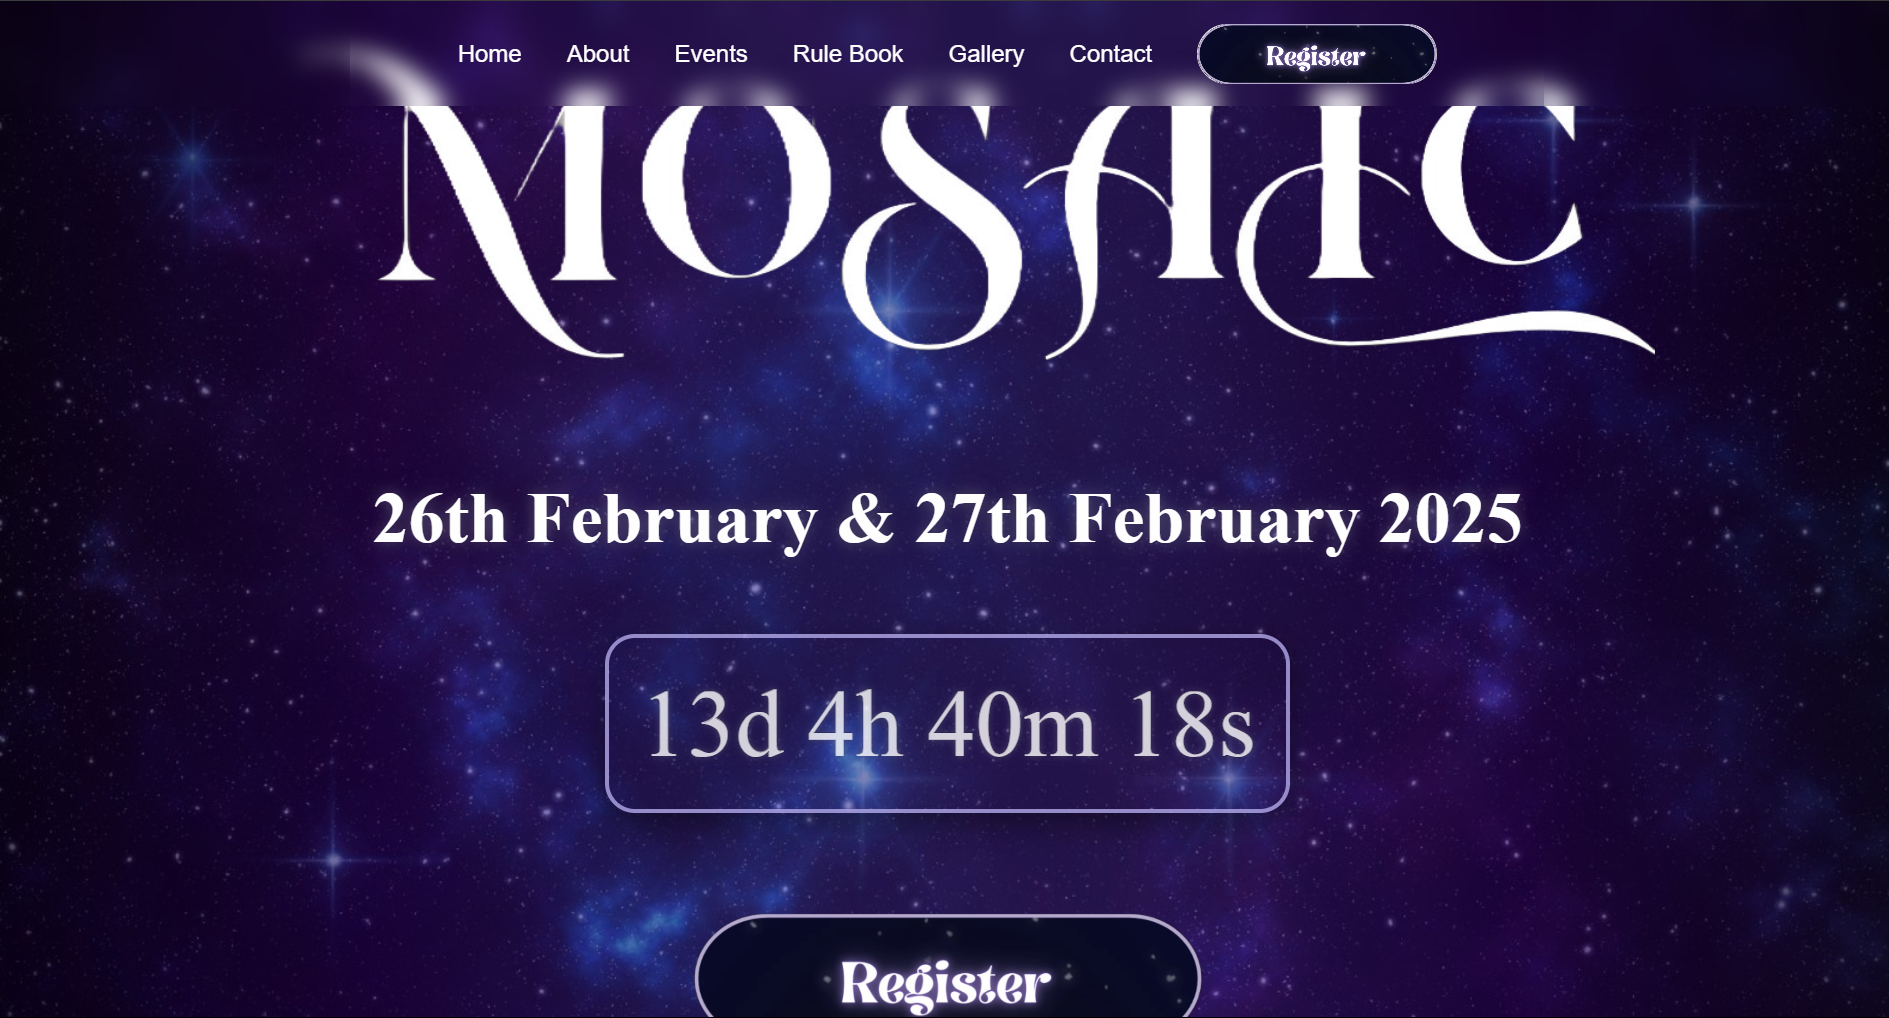 Home About Events Rule Book Gallery Contact Register
MOSAIC
26th February & 27th February 2025
13d 4h 40m 18s
Register